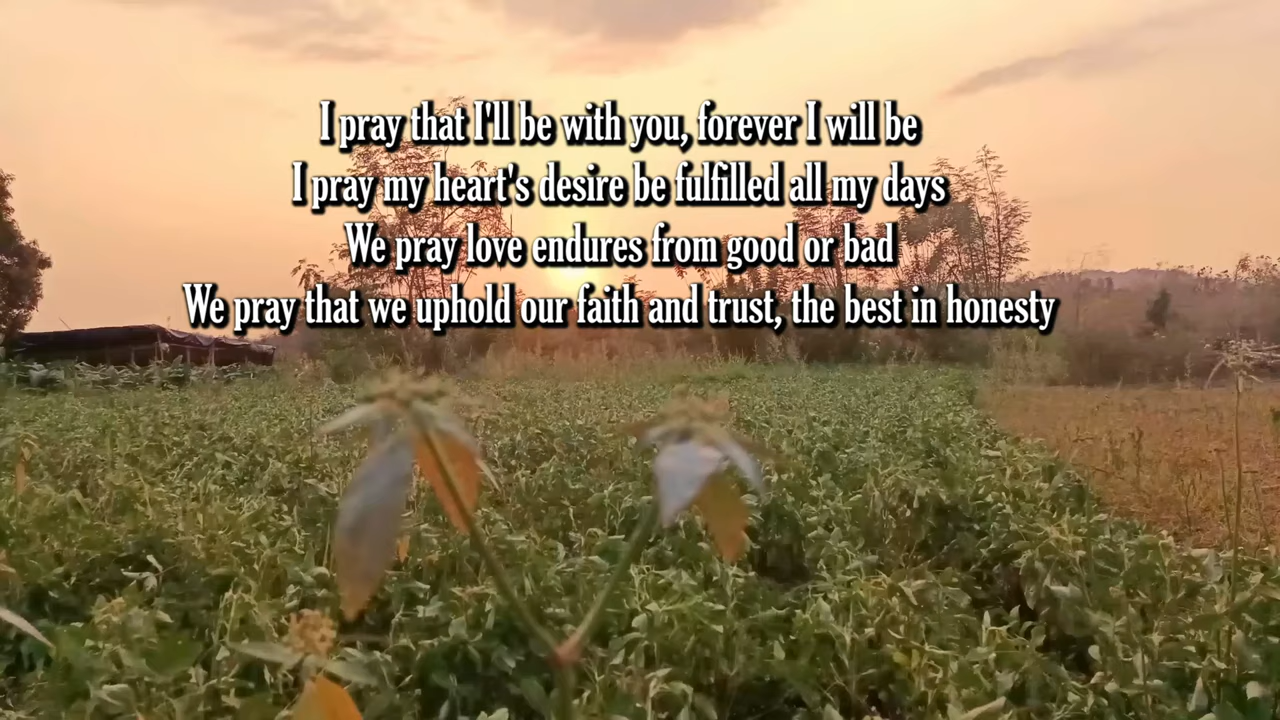 I pray that I'll be with you, forever I will be
I pray my heart's desire be fulfilled all my days
We pray love endures from good or bad
We pray that we uphold our faith and trust, the best in honesty